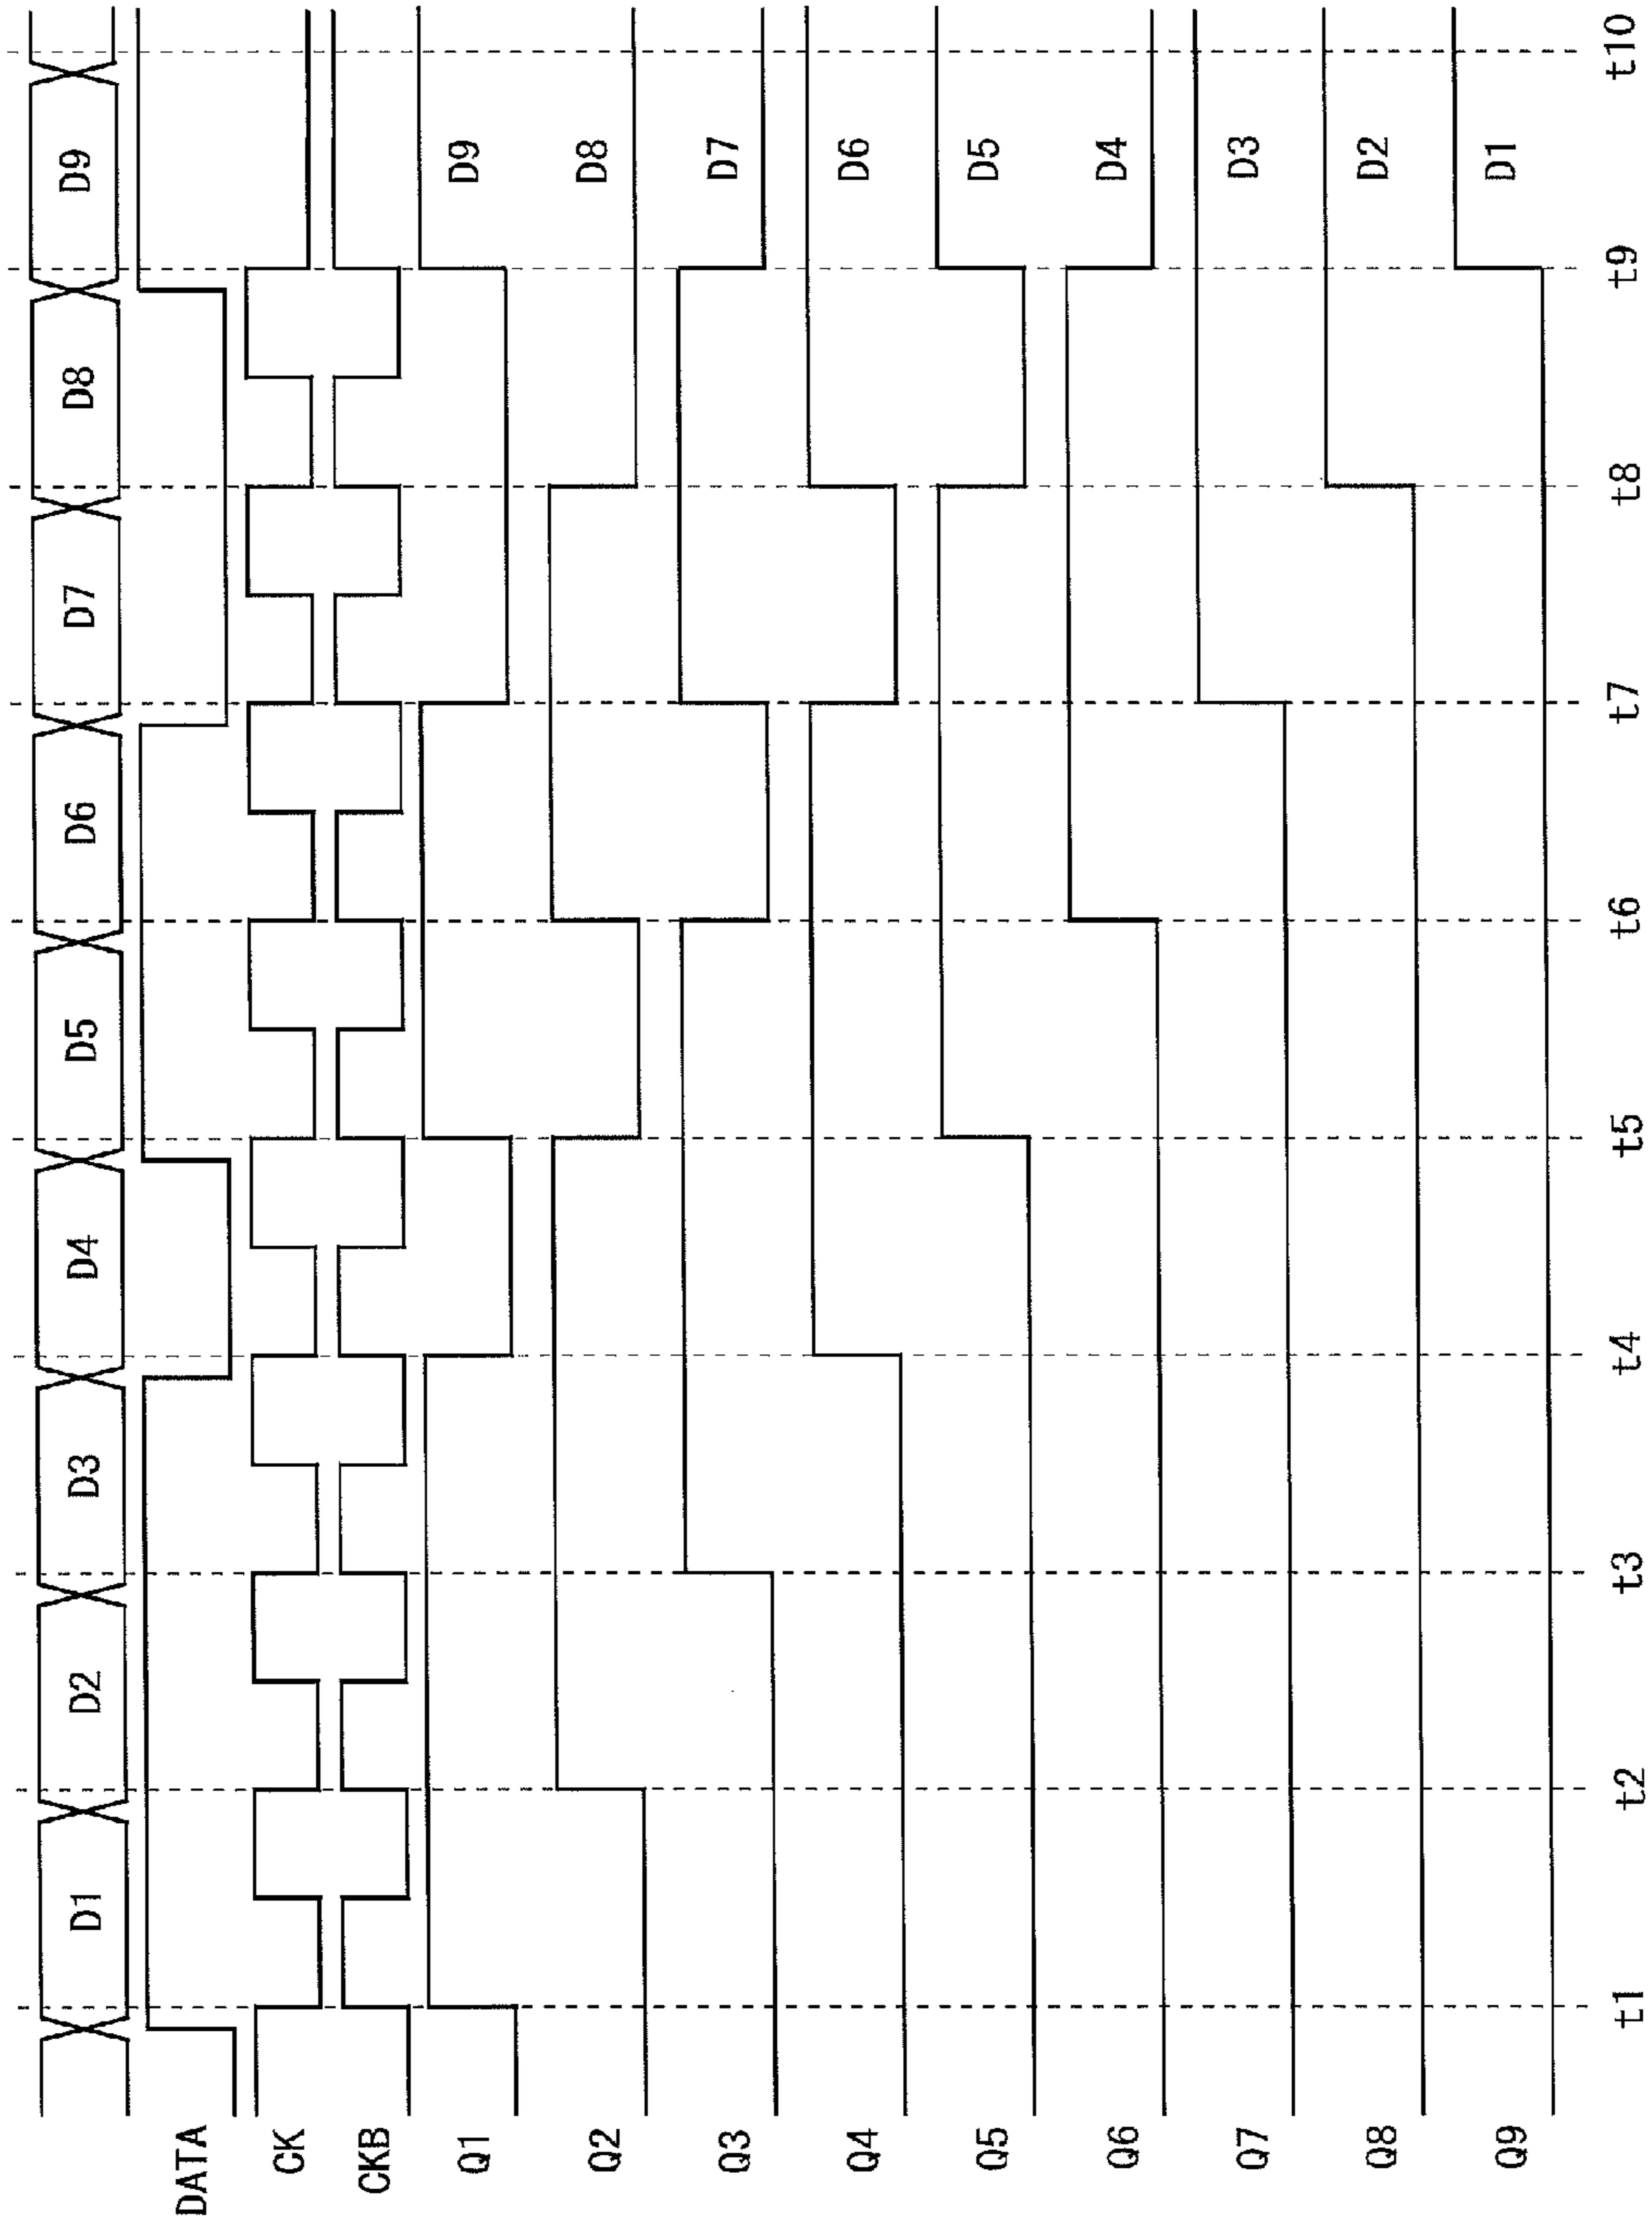 D1 D2 D3 D4 D5 D6 D7 D8 D9
DATA
CK
CKB
Q1 D9
Q2 D8
Q3 D7
Q4 D6
Q5 D5
Q6 D4
Q7 D3
Q8 D2
Q9 D1
t1 t2 t3 t4 t5 t6 t7 t8 t9 t10